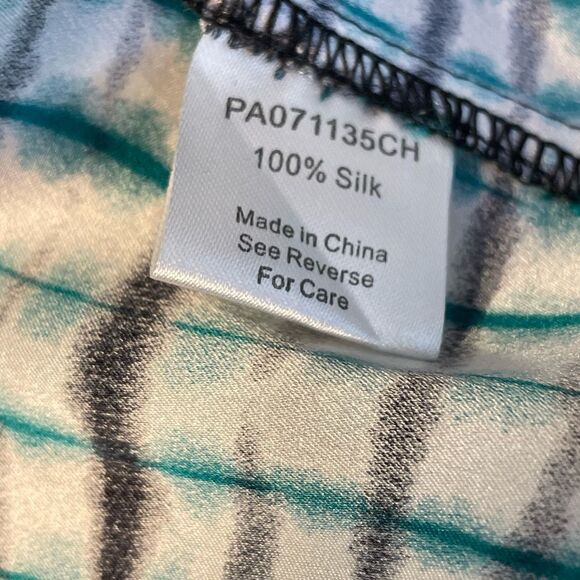 PA071135CH
100% Silk
Made in China
See Reverse
For Care